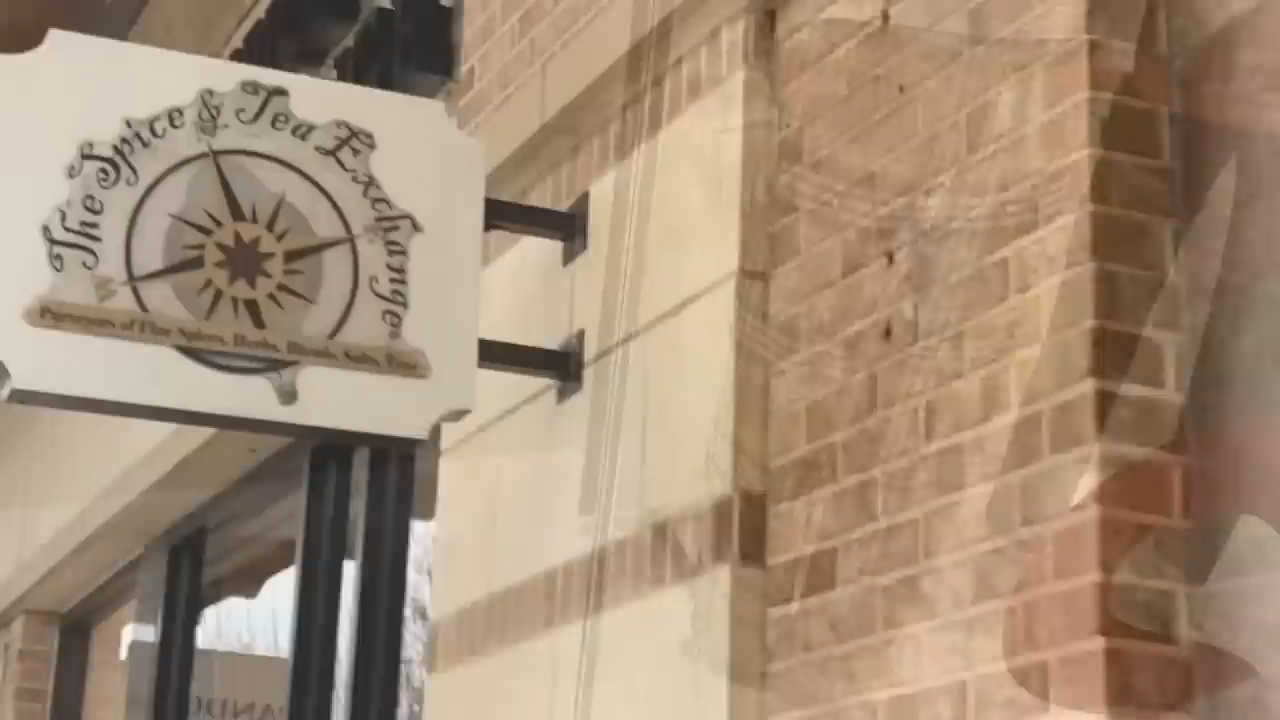 The Spice & Tea Exchange
W
Purveyors of Fine Spices, Herbs, Blends, Salts, Teas